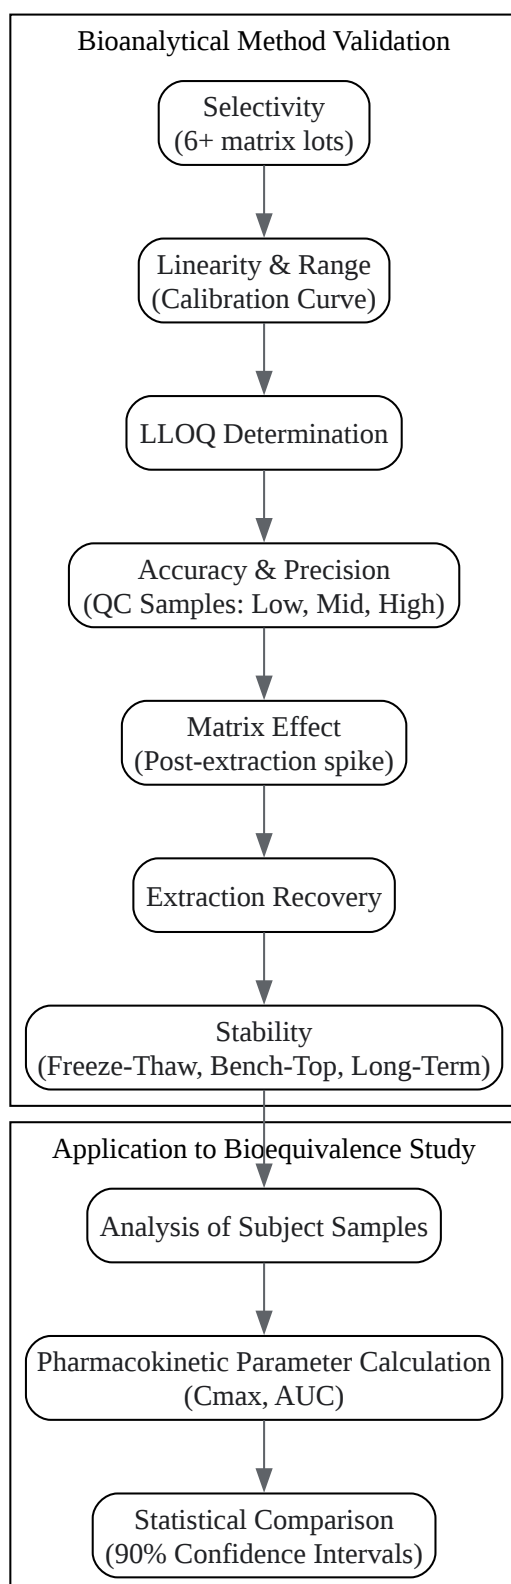 Bioanalytical Method Validation
Selectivity
(6+ matrix lots)
Linearity & Range
(Calibration Curve)
LLOQ Determination
Accuracy & Precision
(QC Samples: Low, Mid, High)
Matrix Effect
(Post-extraction spike)
Extraction Recovery
Stability
(Freeze-Thaw, Bench-Top, Long-Term)
Application to Bioequivalence Study
Analysis of Subject Samples
Pharmacokinetic Parameter Calculation
(Cmax, AUC)
Statistical Comparison
(90% Confidence Intervals)